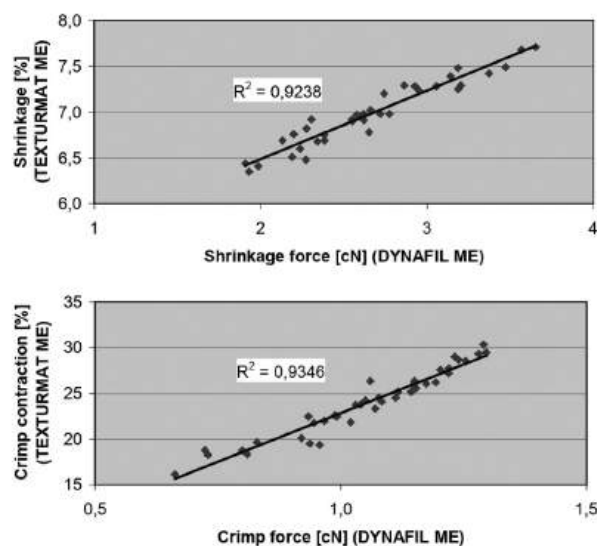 Shrinkage [%]
(TEXTURMAT ME)
8,0
7,5
7,0
6,5
6,0
R² = 0,9238
1
2
3
4
Shrinkage force [cN] (DYNAFIL ME)
Crimp contraction [%]
(TEXTURMAT ME)
35
30
25
20
15
R² = 0,9346
0,5
1,0
1,5
Crimp force [cN] (DYNAFIL ME)